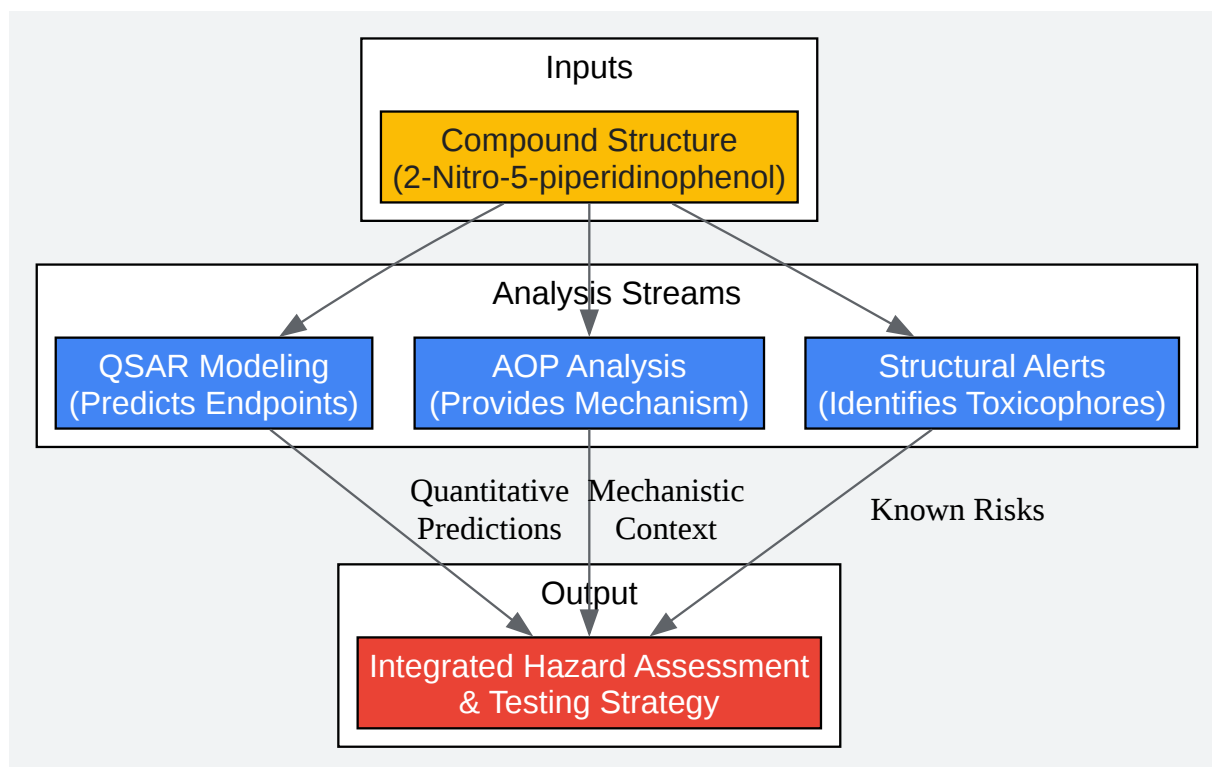 Inputs
Compound Structure
(2-Nitro-5-piperidinophenol)
Analysis Streams
QSAR Modeling
(Predicts Endpoints)
AOP Analysis
(Provides Mechanism)
Structural Alerts
(Identifies Toxicophores)
Quantitative
Predictions
Mechanistic
Context
Known Risks
Output
Integrated Hazard Assessment
& Testing Strategy